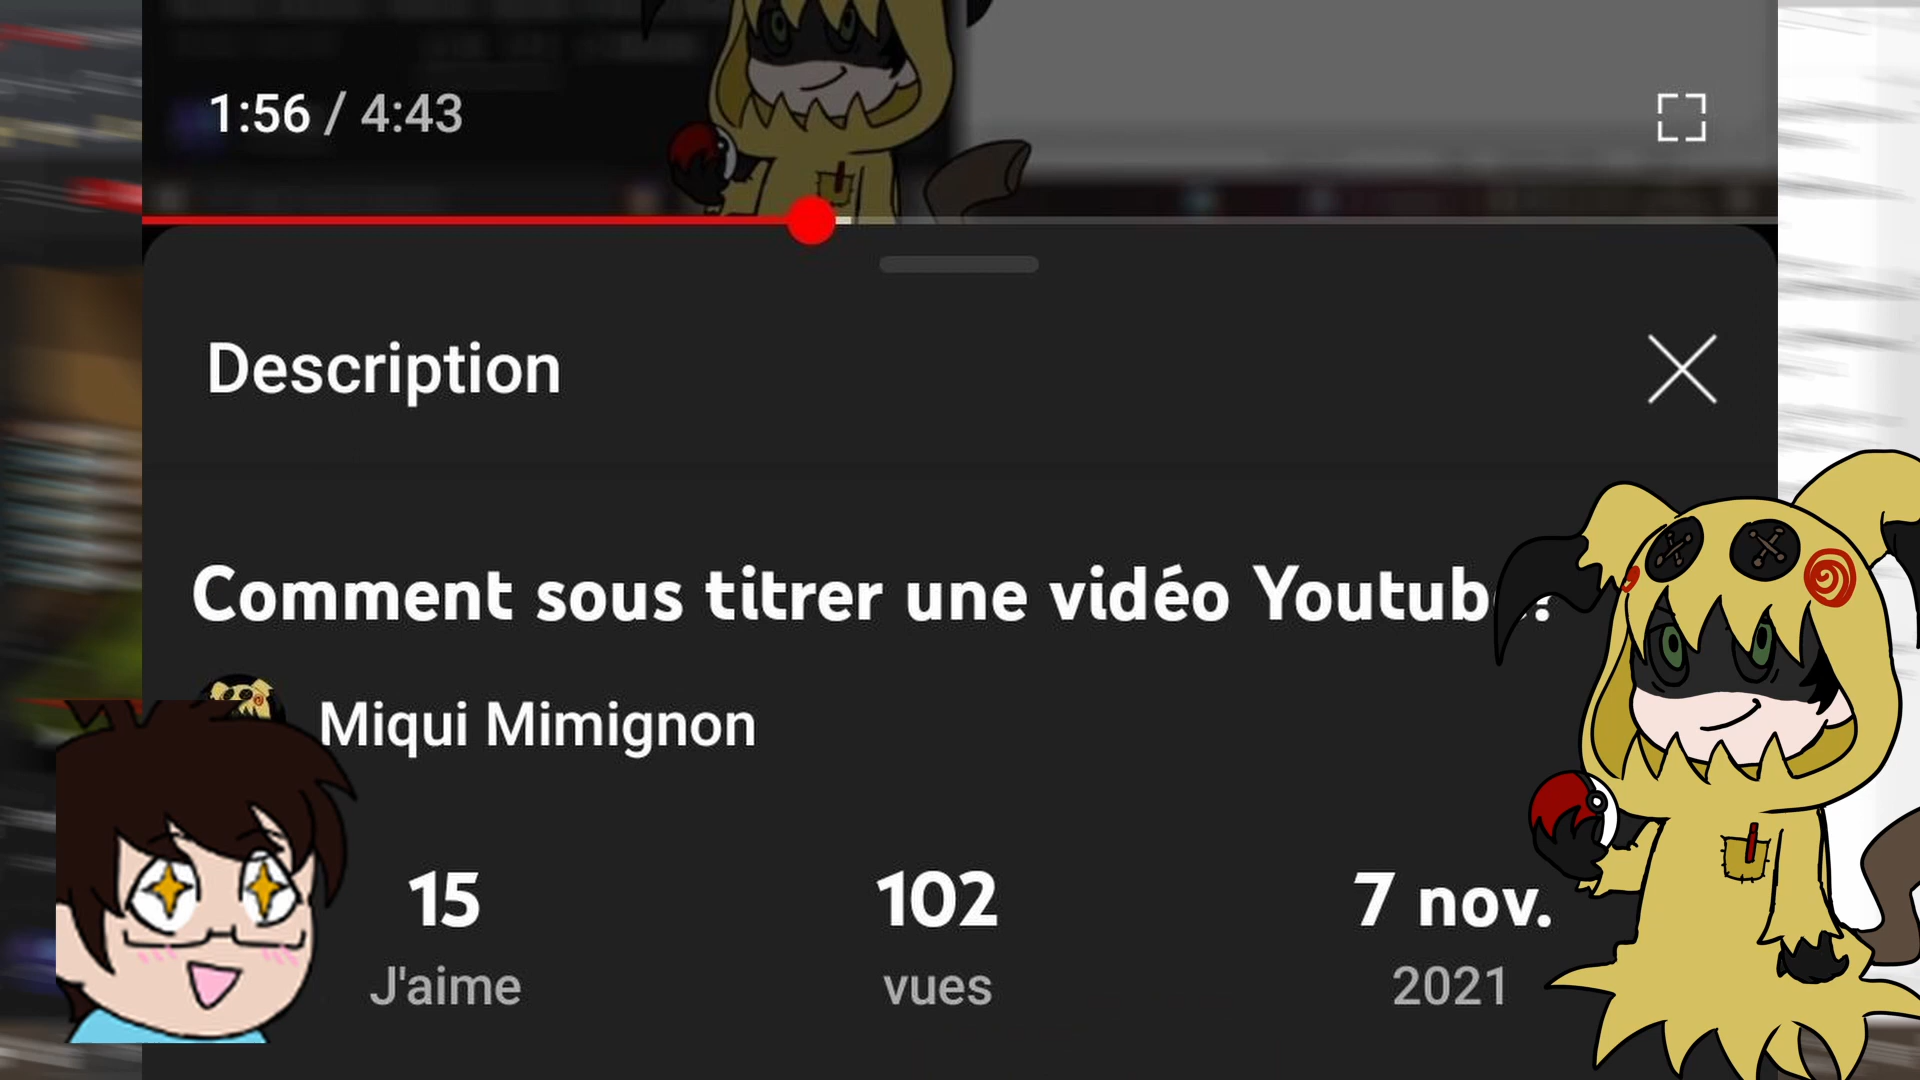 1:56 / 4:43
Description
Comment sous titrer une vidéo Youtube?
Miqui Mimignon
15
102
7 nov.
J'aime
vues
2021